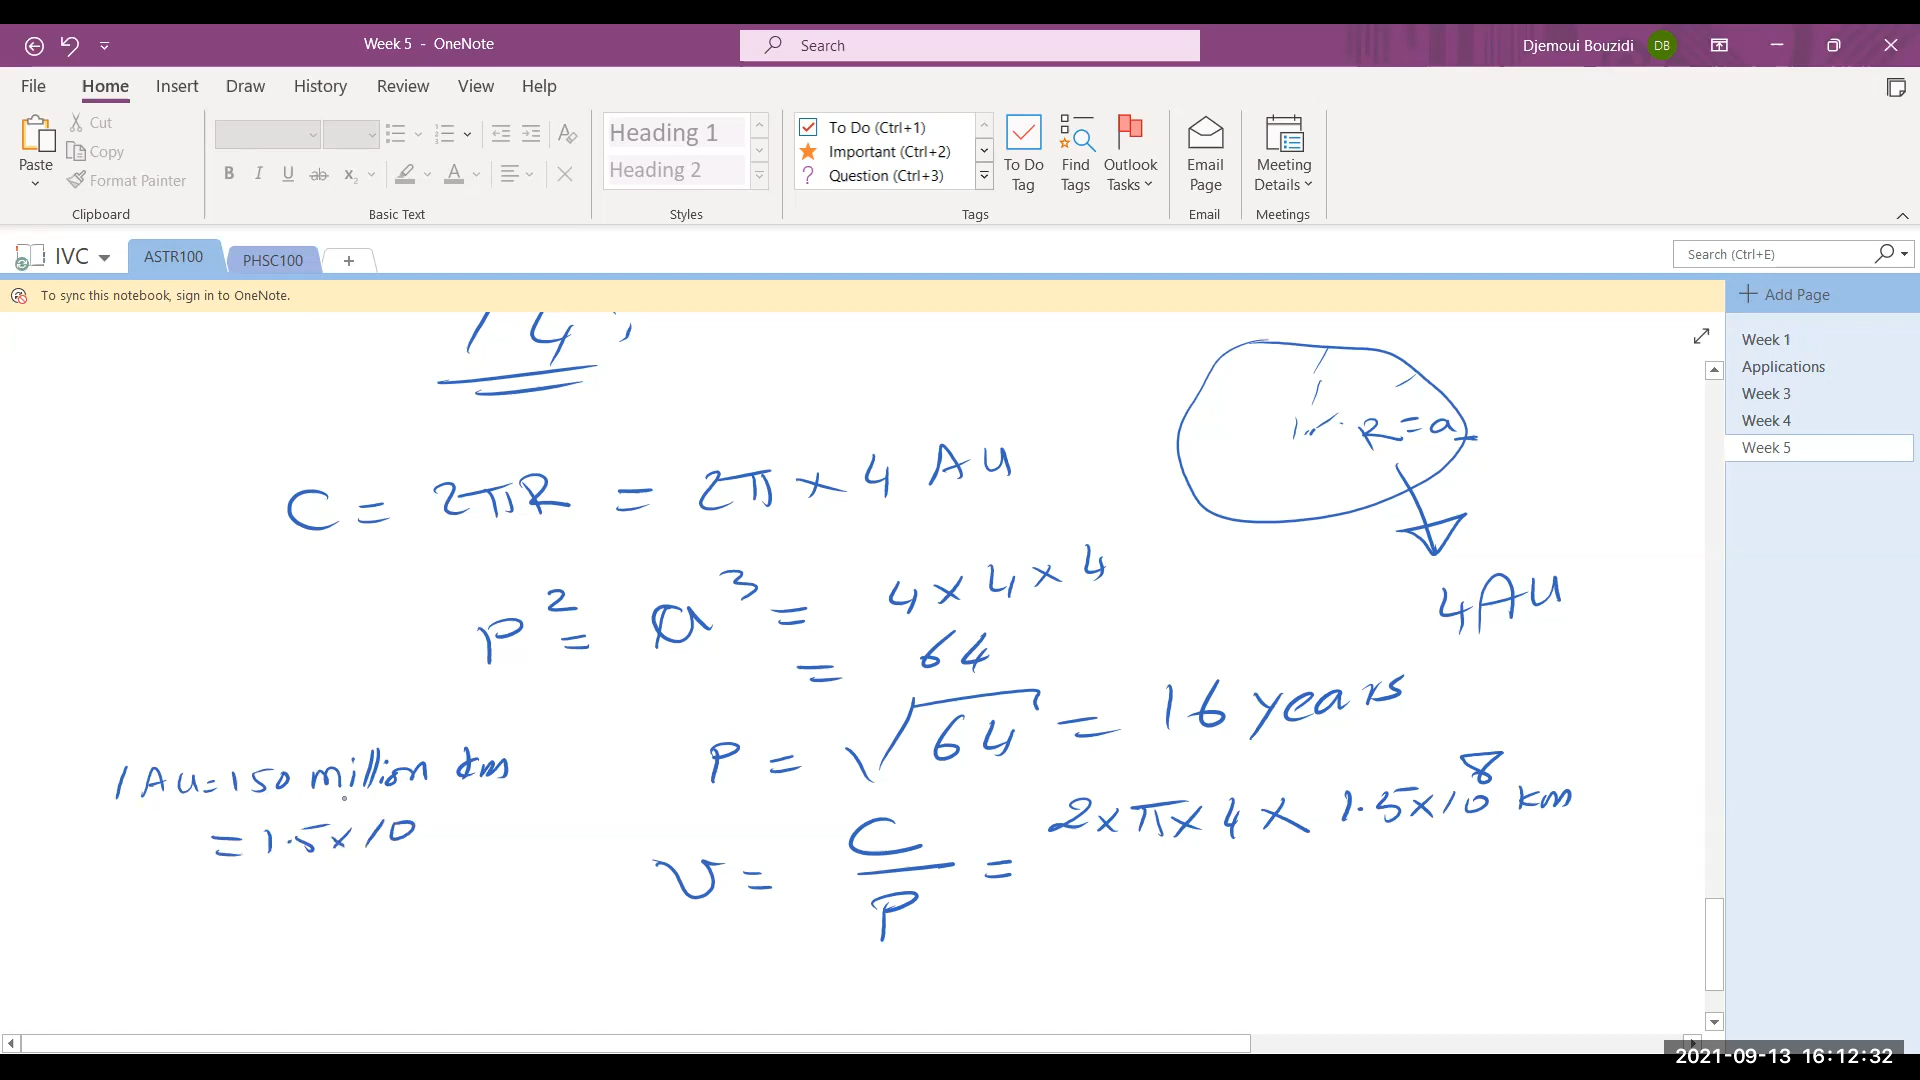 Week 5 - OneNote
Search
Djemoui Bouzidi DB
File Home Insert Draw History Review View Help
Paste
Cut
Copy
Format Painter
Clipboard
B I U ab x₂ A
Basic Text
Heading 1
Heading 2
Styles
To Do (Ctrl+1)
Important (Ctrl+2)
Question (Ctrl+3)
To Do Tag
Find Tags
Outlook Tasks
Tags
Email Page
Email
Meeting Details
Meetings
IVC
ASTR100
PHSC100
+
Search (Ctrl+E)
To sync this notebook, sign in to OneNote.
Add Page
Week 1
Applications
Week 3
Week 4
Week 5
R = a
4AU
C = 2πR = 2π × 4 AU
P² = a³ = 4 × 4 × 4
= 64
P = √64 = 16 years
1 AU = 150 million km
= 1.5 × 10
v = C/P = 2 × π × 4 × 1.5 × 10⁸ km
2021-09-13 16:12:32